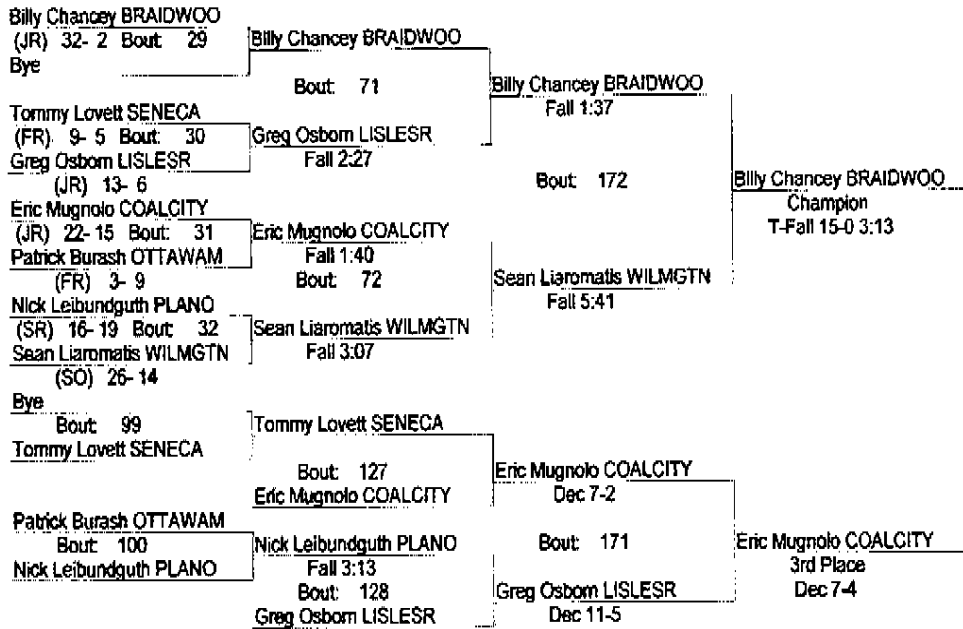 Billy Chancey BRAIDWOO
(JR) 32- 2 Bout: 29
Bye
Billy Chancey BRAIDWOO
Bout: 71
Billy Chancey BRAIDWOO
Fall 1:37
Tommy Lovett SENECA
(FR) 9- 5 Bout: 30
Greg Osborn LISLESR
(JR) 13- 6
Greg Osborn LISLESR
Fall 2:27
Bout: 172
Billy Chancey BRAIDWOO
Champion
T-Fall 15-0 3:13
Eric Mugnolo COALCITY
(JR) 22- 15 Bout: 31
Patrick Burash OTTAWAM
(FR) 3- 9
Eric Mugnolo COALCITY
Fall 1:40
Bout: 72
Sean Liaromatis WILMGTN
Fall 5:41
Nick Leibundguth PLANO
(SR) 16- 19 Bout: 32
Sean Liaromatis WILMGTN
(SO) 26- 14
Sean Liaromatis WILMGTN
Fall 3:07
Bye
Bout: 99
Tommy Lovett SENECA
Tommy Lovett SENECA
Bout: 127
Eric Mugnolo COALCITY
Eric Mugnolo COALCITY
Dec 7-2
Patrick Burash OTTAWAM
Bout: 100
Nick Leibundguth PLANO
Nick Leibundguth PLANO
Fall 3:13
Bout: 128
Greg Osborn LISLESR
Bout: 171
Greg Osborn LISLESR
Dec 11-5
Eric Mugnolo COALCITY
3rd Place
Dec 7-4